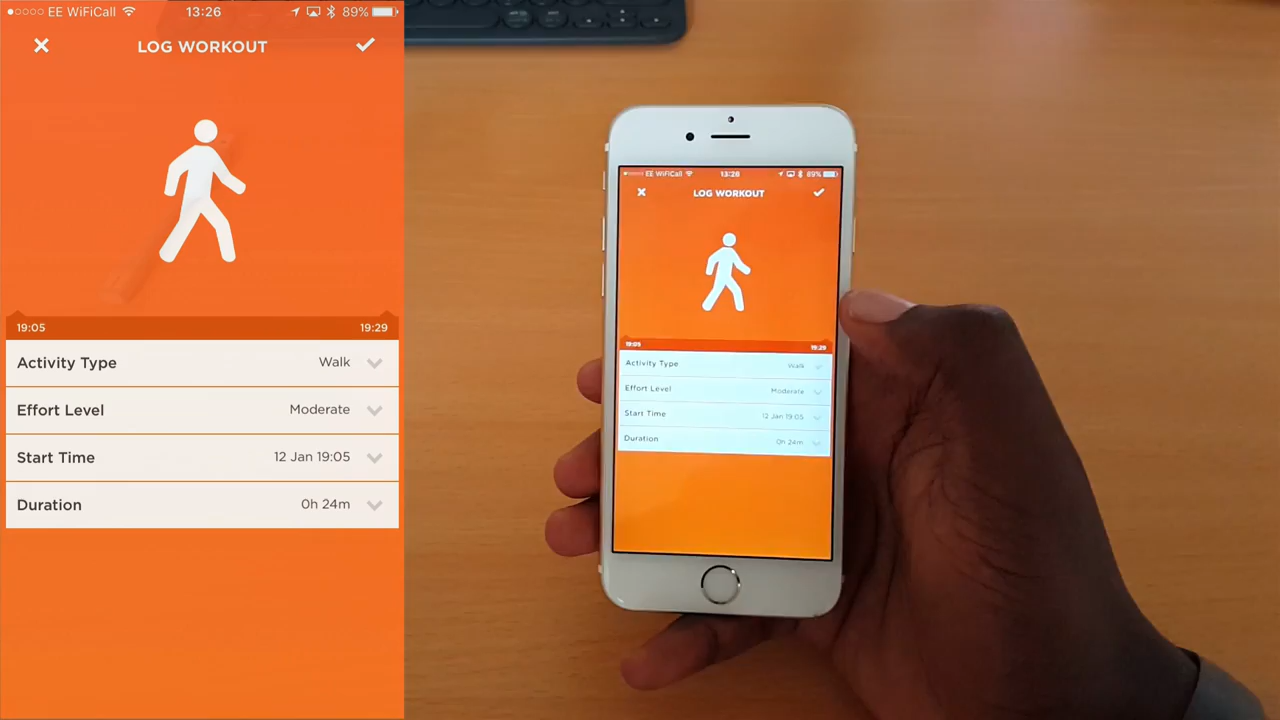 EE WiFiCall 13:26 89%
LOG WORKOUT
19:05 19:29
Activity Type Walk
Effort Level Moderate
Start Time 12 Jan 19:05
Duration 0h 24m
EE WiFiCall 13:26 89%
LOG WORKOUT
19:05 19:29
Activity Type Walk
Effort Level Moderate
Start Time 12 Jan 19:05
Duration 0h 24m